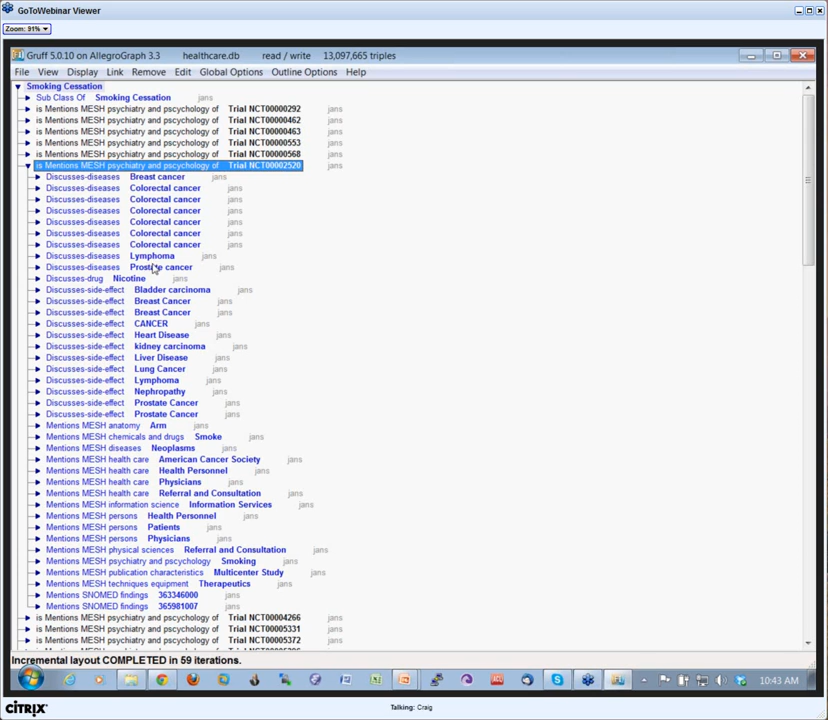 GoToWebinar Viewer
Zoom: 91%
Gruff 5.0.10 on AllegroGraph 3.3 healthcare.db read / write 13,097,665 triples
File View Display Link Remove Edit Global Options Outline Options Help
Smoking Cessation
Sub Class Of Smoking Cessation jans
is Mentions MESH psychiatry and pscychology of Trial NCT00000292 jans
is Mentions MESH psychiatry and pscychology of Trial NCT00000462 jans
is Mentions MESH psychiatry and pscychology of Trial NCT00000463 jans
is Mentions MESH psychiatry and pscychology of Trial NCT00000553 jans
is Mentions MESH psychiatry and pscychology of Trial NCT00000568 jans
is Mentions MESH psychiatry and pscychology of Trial NCT00002520 jans
Discusses-diseases Breast cancer jans
Discusses-diseases Colorectal cancer jans
Discusses-diseases Colorectal cancer jans
Discusses-diseases Colorectal cancer jans
Discusses-diseases Colorectal cancer jans
Discusses-diseases Colorectal cancer jans
Discusses-diseases Colorectal cancer jans
Discusses-diseases Lymphoma jans
Discusses-diseases Prostate cancer jans
Discusses-drug Nicotine jans
Discusses-side-effect Bladder carcinoma jans
Discusses-side-effect Breast Cancer jans
Discusses-side-effect Breast Cancer jans
Discusses-side-effect CANCER jans
Discusses-side-effect Heart Disease jans
Discusses-side-effect kidney carcinoma jans
Discusses-side-effect Liver Disease jans
Discusses-side-effect Lung Cancer jans
Discusses-side-effect Lymphoma jans
Discusses-side-effect Nephropathy jans
Discusses-side-effect Prostate Cancer jans
Discusses-side-effect Prostate Cancer jans
Mentions MESH anatomy Arm jans
Mentions MESH chemicals and drugs Smoke jans
Mentions MESH diseases Neoplasms jans
Mentions MESH health care American Cancer Society jans
Mentions MESH health care Health Personnel jans
Mentions MESH health care Physicians jans
Mentions MESH health care Referral and Consultation jans
Mentions MESH information science Information Services jans
Mentions MESH persons Health Personnel jans
Mentions MESH persons Patients jans
Mentions MESH persons Physicians jans
Mentions MESH physical sciences Referral and Consultation jans
Mentions MESH psychiatry and pscychology Smoking jans
Mentions MESH publication characteristics Multicenter Study jans
Mentions MESH techniques equipment Therapeutics jans
Mentions SNOMED findings 363346000 jans
Mentions SNOMED findings 365981007 jans
is Mentions MESH psychiatry and pscychology of Trial NCT00004266 jans
is Mentions MESH psychiatry and pscychology of Trial NCT00005331 jans
is Mentions MESH psychiatry and pscychology of Trial NCT00005372 jans
Incremental layout COMPLETED in 59 iterations.
10:43 AM
CITRIX
Talking: Craig